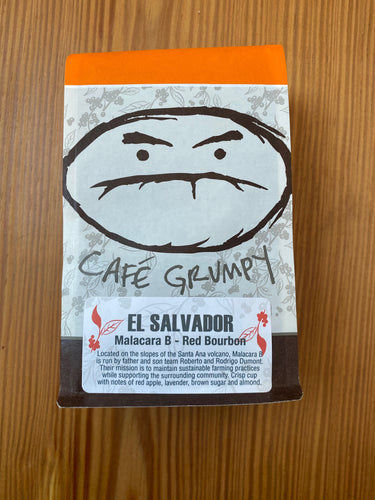 CAFÉ GRUMPY
EL SALVADOR
Malacara B - Red Bourbon
Located on the slopes of the Santa Ana volcano, Malacara B
is run by father and son team Roberto and Rodrigo Dumont.
Their mission is to maintain sustainable farming practices
while supporting the surrounding community. Crisp cup
with notes of red apple, lavender, brown sugar and almond.